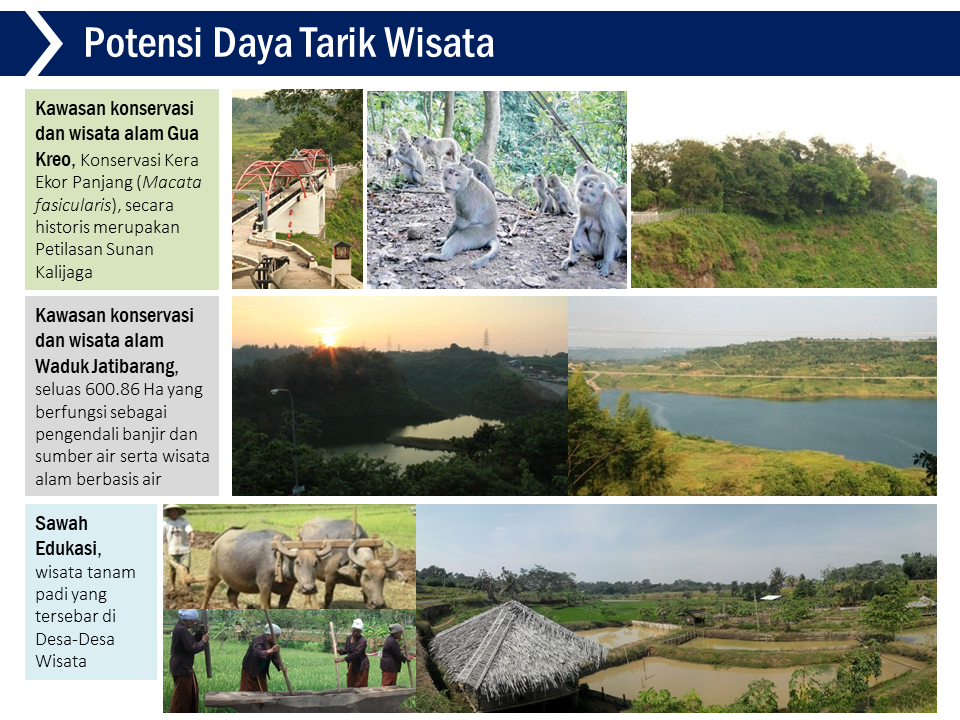 Potensi Daya Tarik Wisata
Kawasan konservasi
dan wisata alam Gua
Kreo, Konservasi Kera
Ekor Panjang (Macata
fasicularis), secara
historis merupakan
Petilasan Sunan
Kalijaga
Kawasan konservasi
dan wisata alam
Waduk Jatibarang,
seluas 600.86 Ha yang
berfungsi sebagai
pengendali banjir dan
sumber air serta wisata
alam berbasis air
Sawah
Edukasi,
wisata tanam
padi yang
tersebar di
Desa-Desa
Wisata